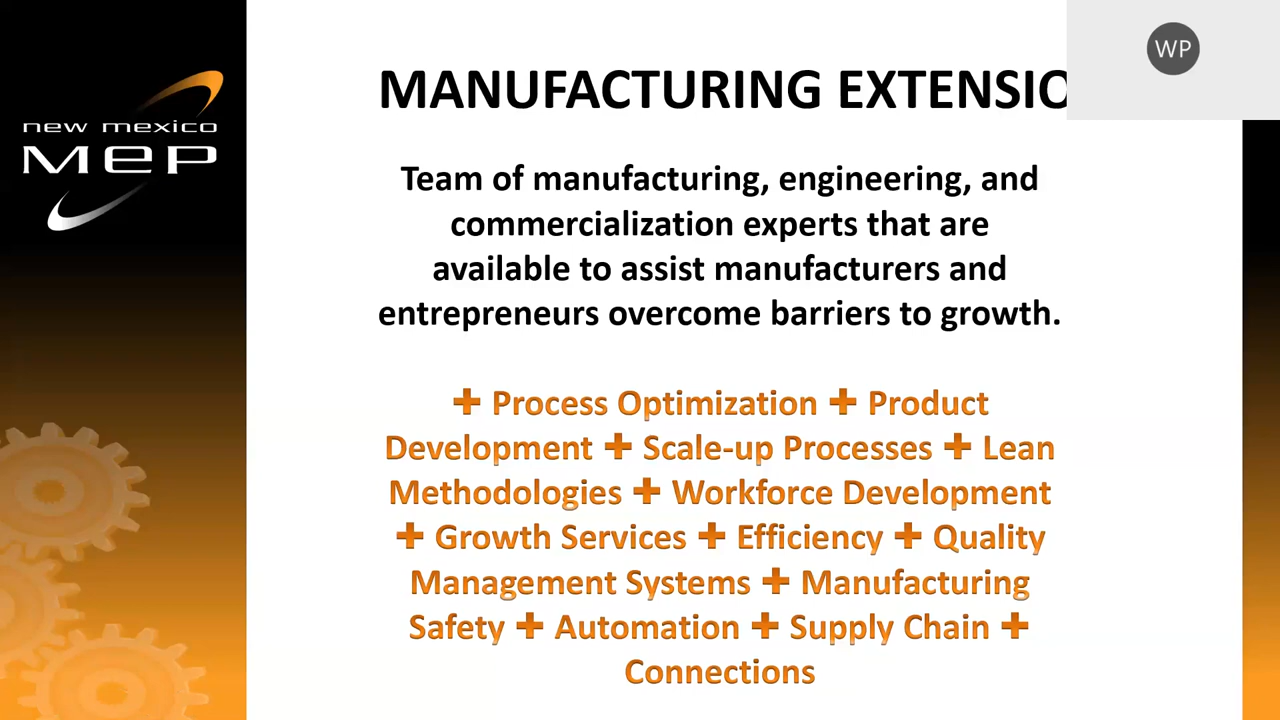 new mexico
MEP
WP
MANUFACTURING EXTENSIO
Team of manufacturing, engineering, and
commercialization experts that are
available to assist manufacturers and
entrepreneurs overcome barriers to growth.
✚ Process Optimization ✚ Product
Development ✚ Scale-up Processes ✚ Lean
Methodologies ✚ Workforce Development
✚ Growth Services ✚ Efficiency ✚ Quality
Management Systems ✚ Manufacturing
Safety ✚ Automation ✚ Supply Chain ✚
Connections